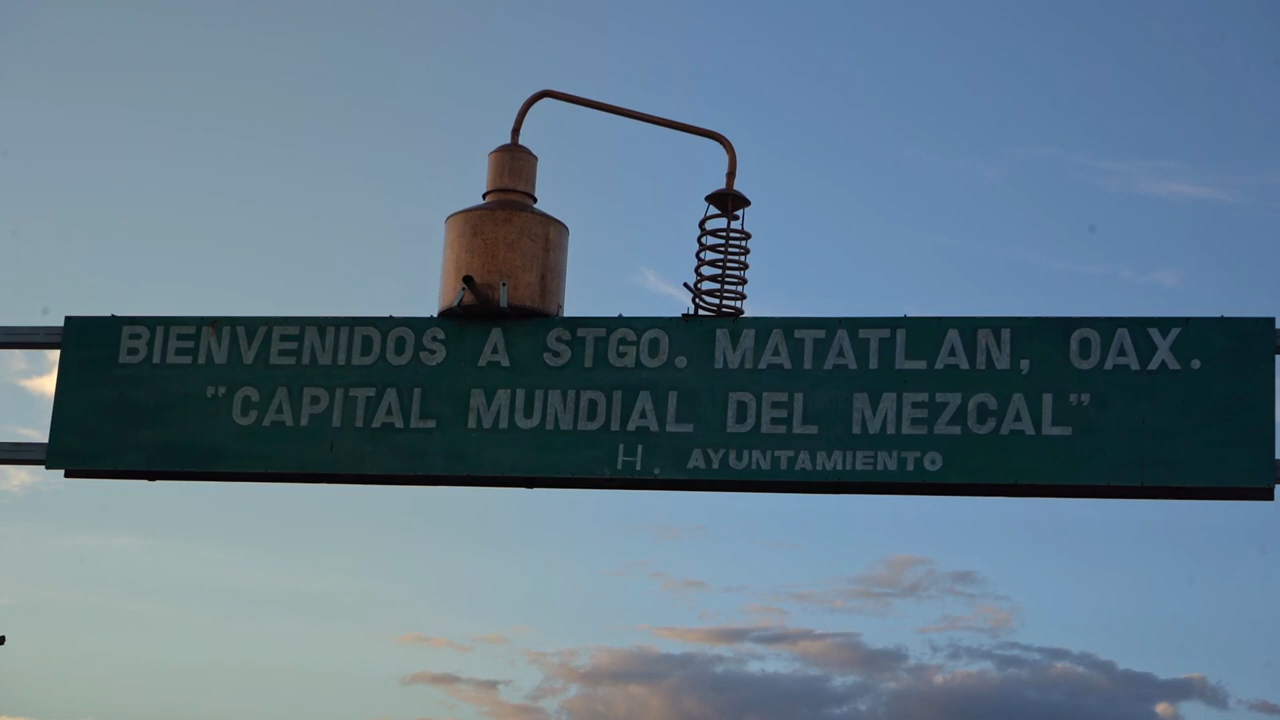 BIENVENIDOS A STGO. MATATLAN, OAX.
"CAPITAL MUNDIAL DEL MEZCAL"
H. AYUNTAMIENTO